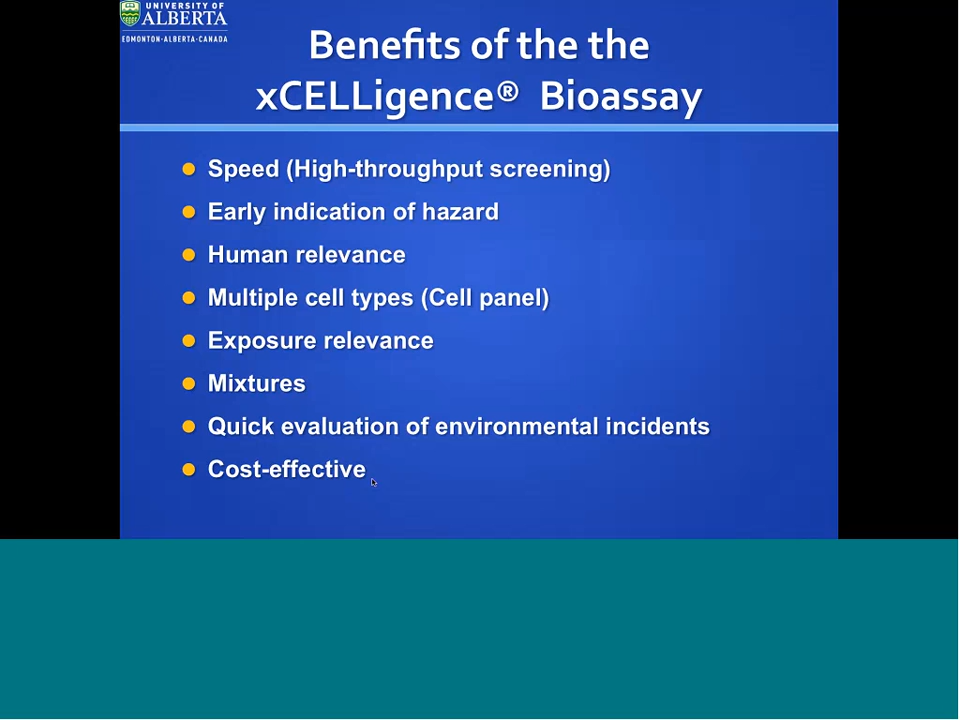 UNIVERSITY OF
ALBERTA
EDMONTON·ALBERTA·CANADA
Benefits of the the
xCELLigence® Bioassay
Speed (High-throughput screening)
Early indication of hazard
Human relevance
Multiple cell types (Cell panel)
Exposure relevance
Mixtures
Quick evaluation of environmental incidents
Cost-effective